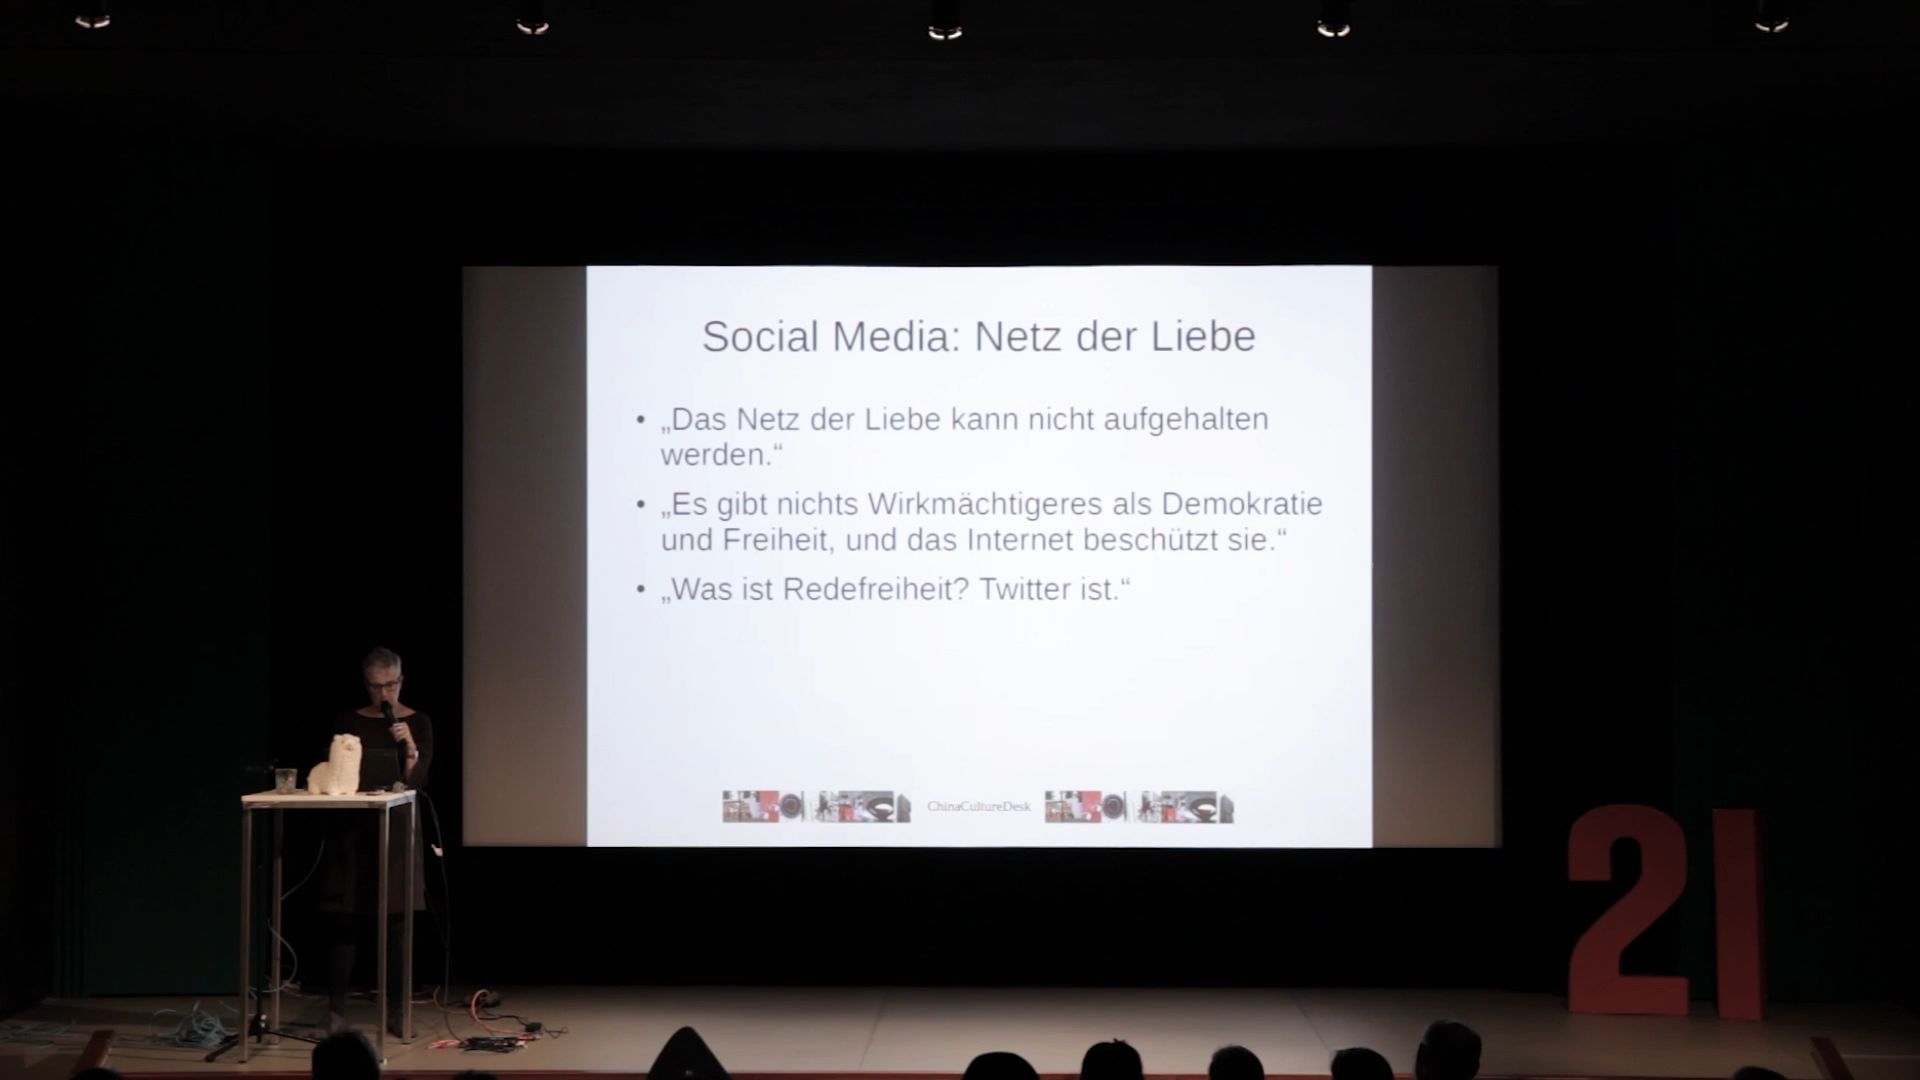 Social Media: Netz der Liebe
• „Das Netz der Liebe kann nicht aufgehalten
werden.“
• „Es gibt nichts Wirkmächtigeres als Demokratie
und Freiheit, und das Internet beschützt sie.“
• „Was ist Redefreiheit? Twitter ist.“
ChinaCultureDesk
21